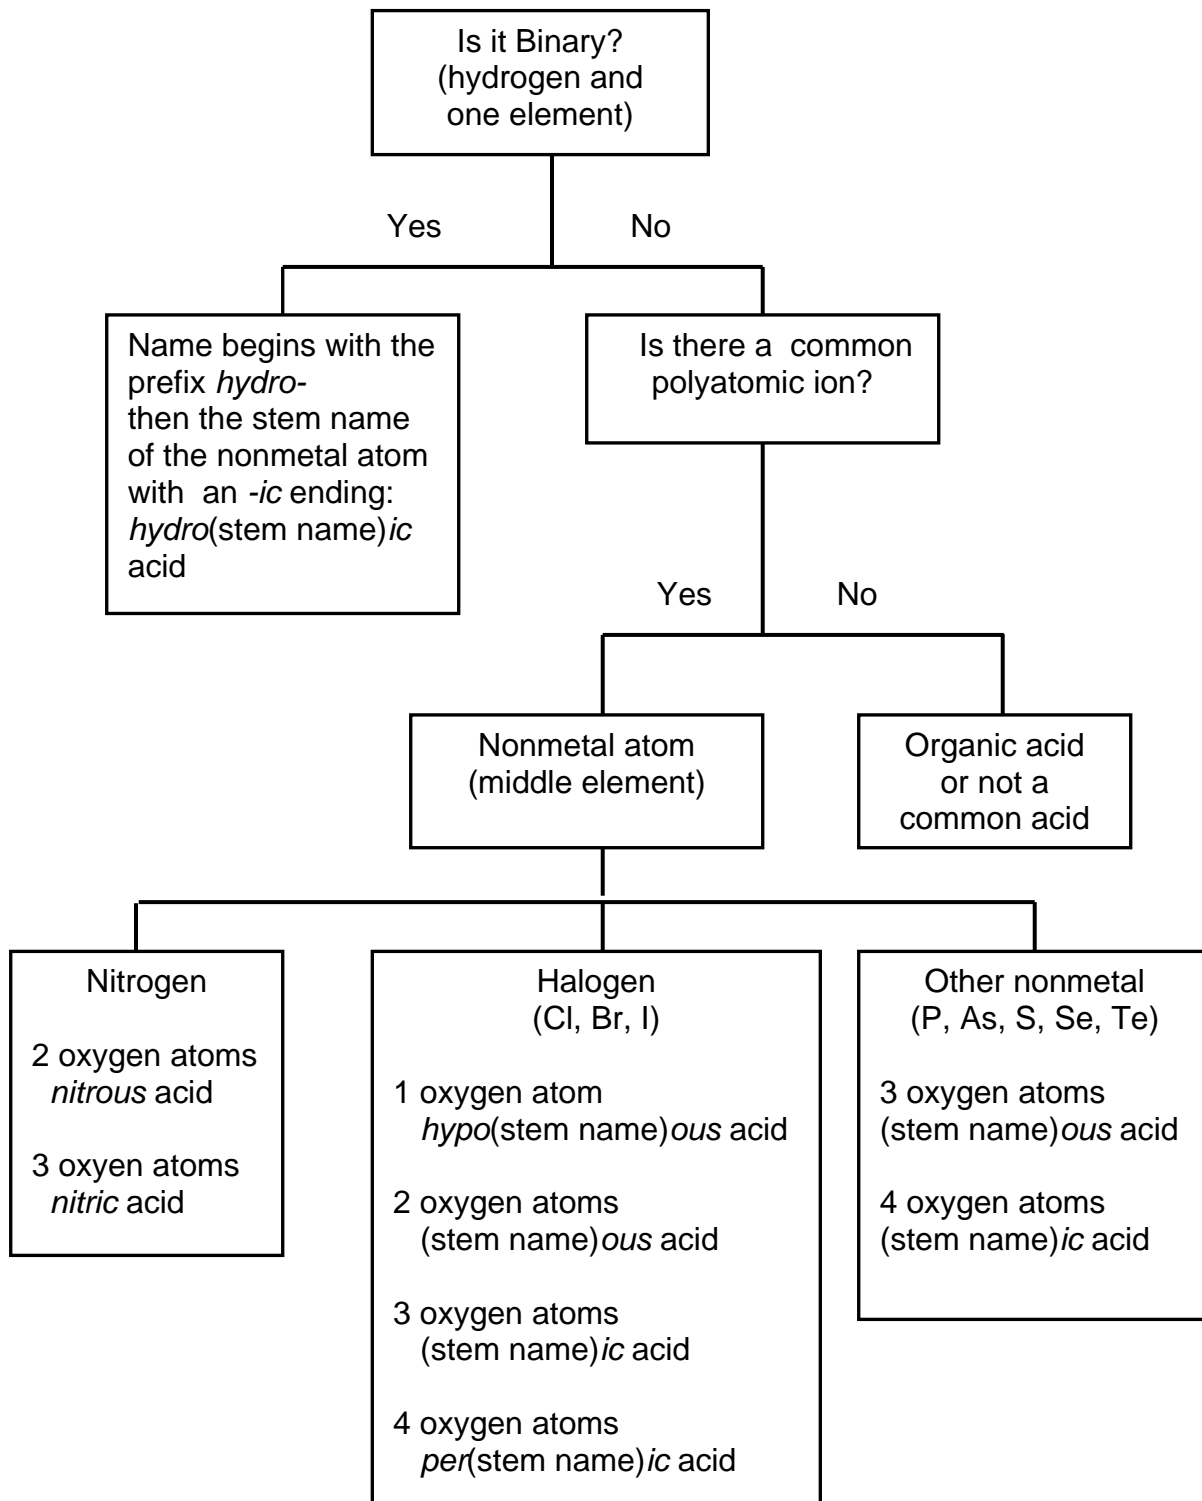 Is it Binary?
(hydrogen and
one element)
Yes
No
Name begins with the
prefix hydro-
then the stem name
of the nonmetal atom
with an -ic ending:
hydro(stem name)ic
acid
Is there a common
polyatomic ion?
Yes
No
Nonmetal atom
(middle element)
Organic acid
or not a
common acid
Nitrogen
2 oxygen atoms
nitrous acid
3 oxyen atoms
nitric acid
Halogen
(Cl, Br, I)
1 oxygen atom
hypo(stem name)ous acid
2 oxygen atoms
(stem name)ous acid
3 oxygen atoms
(stem name)ic acid
4 oxygen atoms
per(stem name)ic acid
Other nonmetal
(P, As, S, Se, Te)
3 oxygen atoms
(stem name)ous acid
4 oxygen atoms
(stem name)ic acid